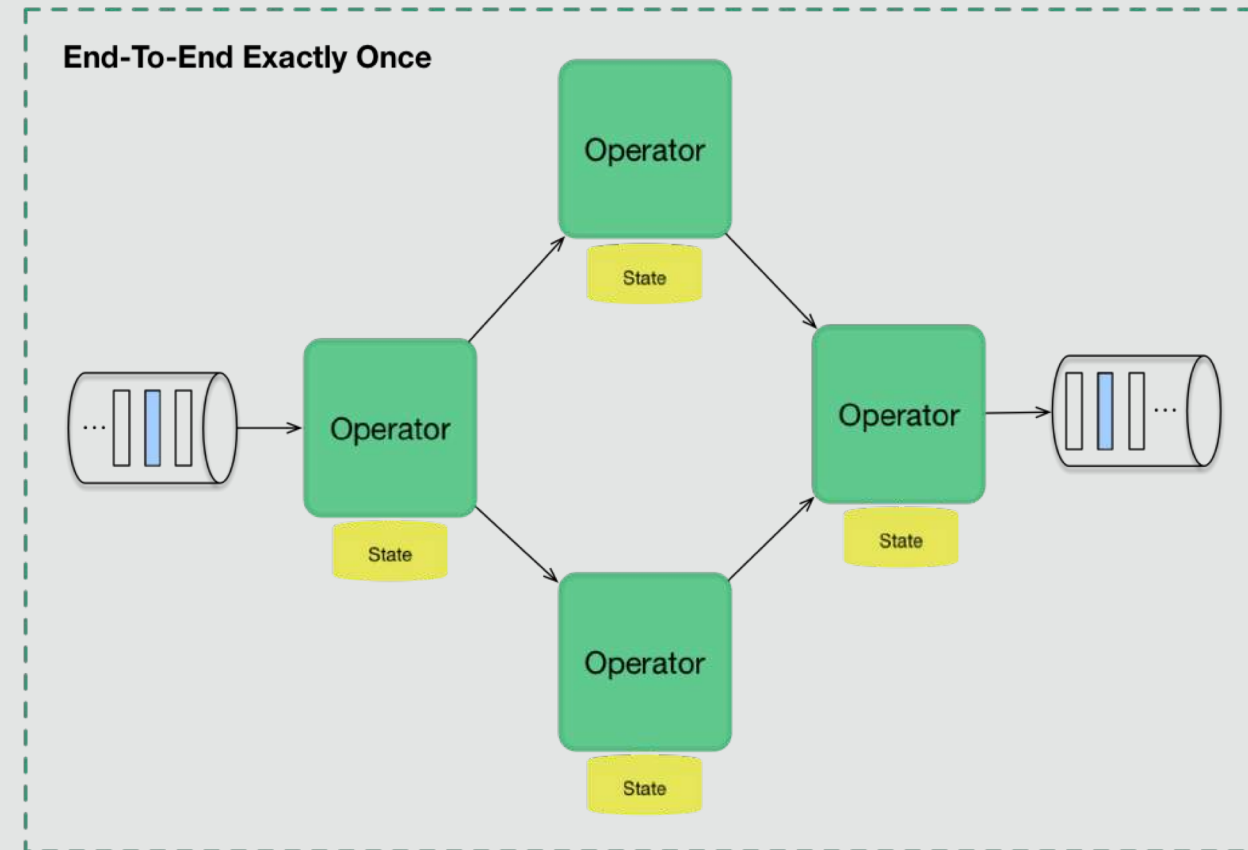 End-To-End Exactly Once
Operator
State
Operator
State
...
Operator
State
...
Operator
State